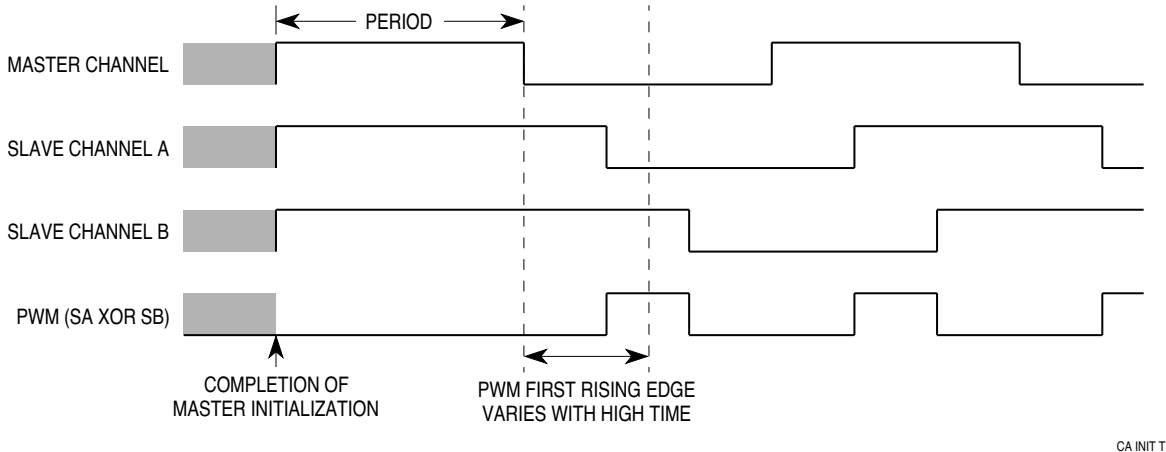 PERIOD
MASTER CHANNEL
SLAVE CHANNEL A
SLAVE CHANNEL B
PWM (SA XOR SB)
COMPLETION OF
MASTER INITIALIZATION
PWM FIRST RISING EDGE
VARIES WITH HIGH TIME
CA INIT T